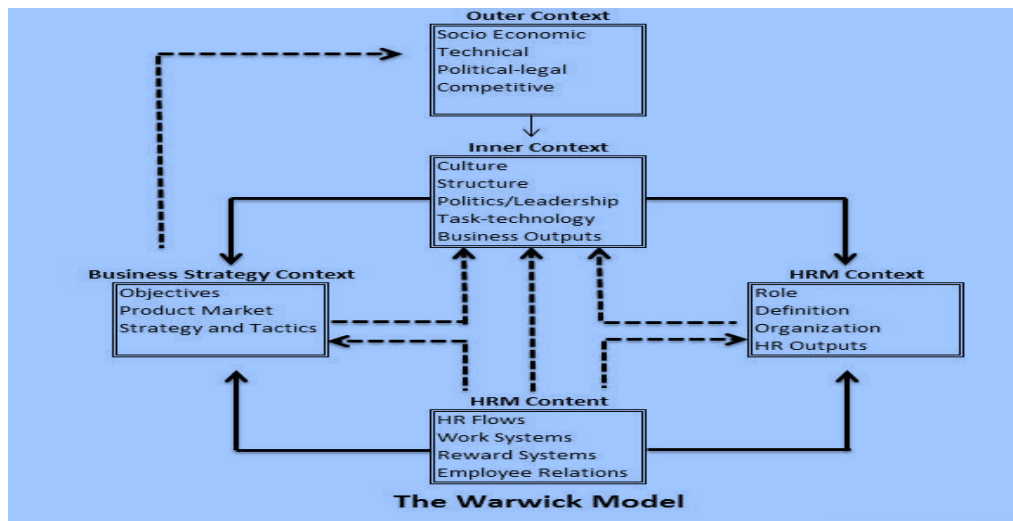 Outer Context
Socio Economic
Technical
Political-legal
Competitive
Inner Context
Culture
Structure
Politics/Leadership
Task-technology
Business Outputs
Business Strategy Context
Objectives
Product Market
Strategy and Tactics
HRM Context
Role
Definition
Organization
HR Outputs
HRM Content
HR Flows
Work Systems
Reward Systems
Employee Relations
The Warwick Model